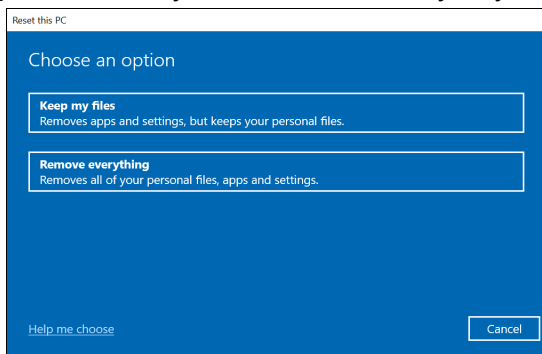 Reset this PC
Choose an option
Keep my files
Removes apps and settings, but keeps your personal files.
Remove everything
Removes all of your personal files, apps and settings.
Help me choose
Cancel